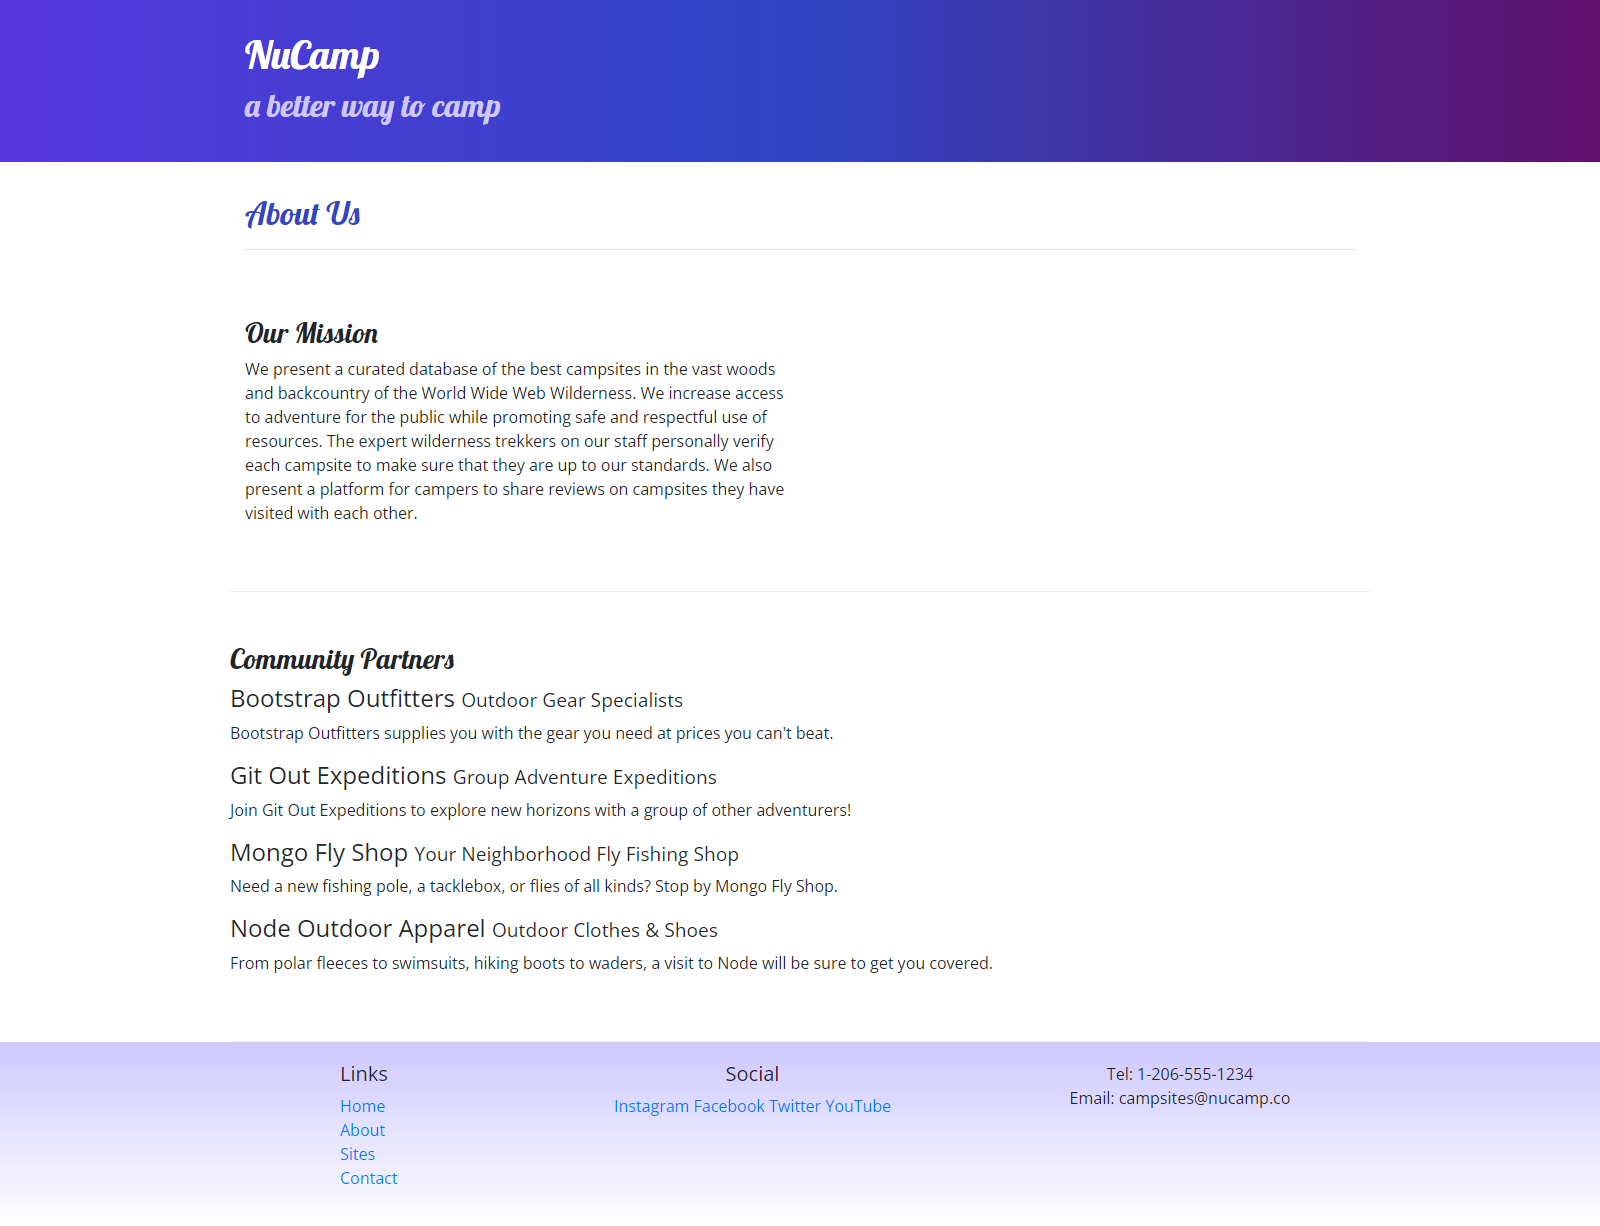 NuCamp
a better way to camp
About Us
Our Mission
We present a curated database of the best campsites in the vast woods
and backcountry of the World Wide Web Wilderness. We increase access
to adventure for the public while promoting safe and respectful use of
resources. The expert wilderness trekkers on our staff personally verify
each campsite to make sure that they are up to our standards. We also
present a platform for campers to share reviews on campsites they have
visited with each other.
Community Partners
Bootstrap Outfitters Outdoor Gear Specialists
Bootstrap Outfitters supplies you with the gear you need at prices you can't beat.
Git Out Expeditions Group Adventure Expeditions
Join Git Out Expeditions to explore new horizons with a group of other adventurers!
Mongo Fly Shop Your Neighborhood Fly Fishing Shop
Need a new fishing pole, a tacklebox, or flies of all kinds? Stop by Mongo Fly Shop.
Node Outdoor Apparel Outdoor Clothes & Shoes
From polar fleeces to swimsuits, hiking boots to waders, a visit to Node will be sure to get you covered.
Links
Home
About
Sites
Contact
Social
Instagram Facebook Twitter YouTube
Tel: 1-206-555-1234
Email: campsites@nucamp.co